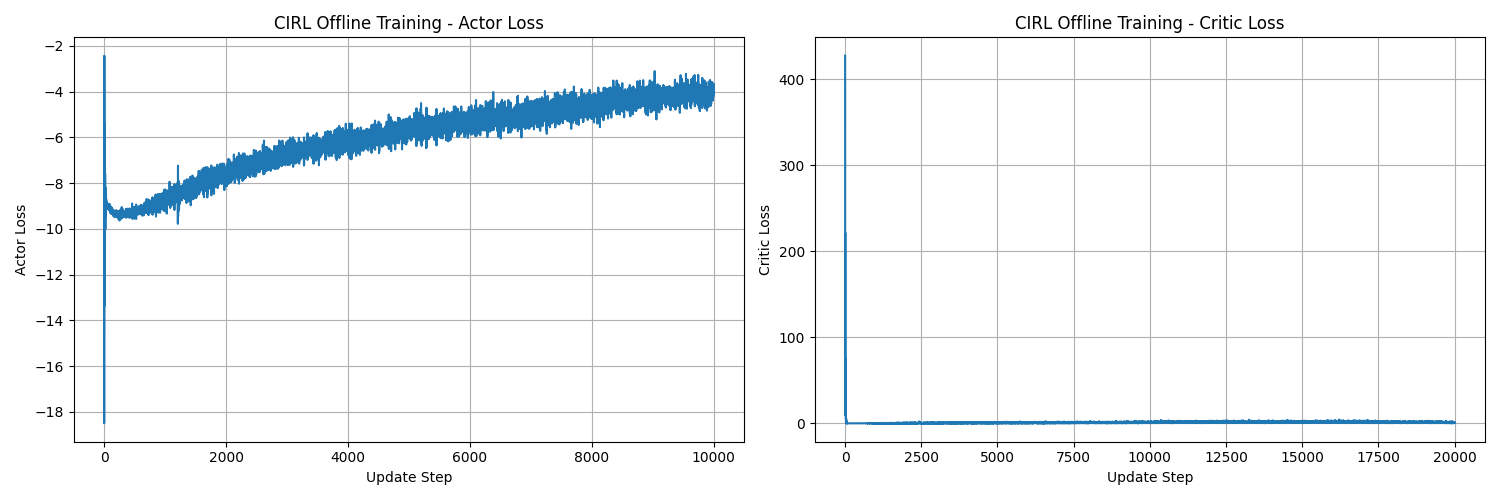 CIRL Offline Training - Actor Loss
Actor Loss
−2
−4
−6
−8
−10
−12
−14
−16
−18
0 2000 4000 6000 8000 10000
Update Step
CIRL Offline Training - Critic Loss
Critic Loss
400
300
200
100
0
0 2500 5000 7500 10000 12500 15000 17500 20000
Update Step